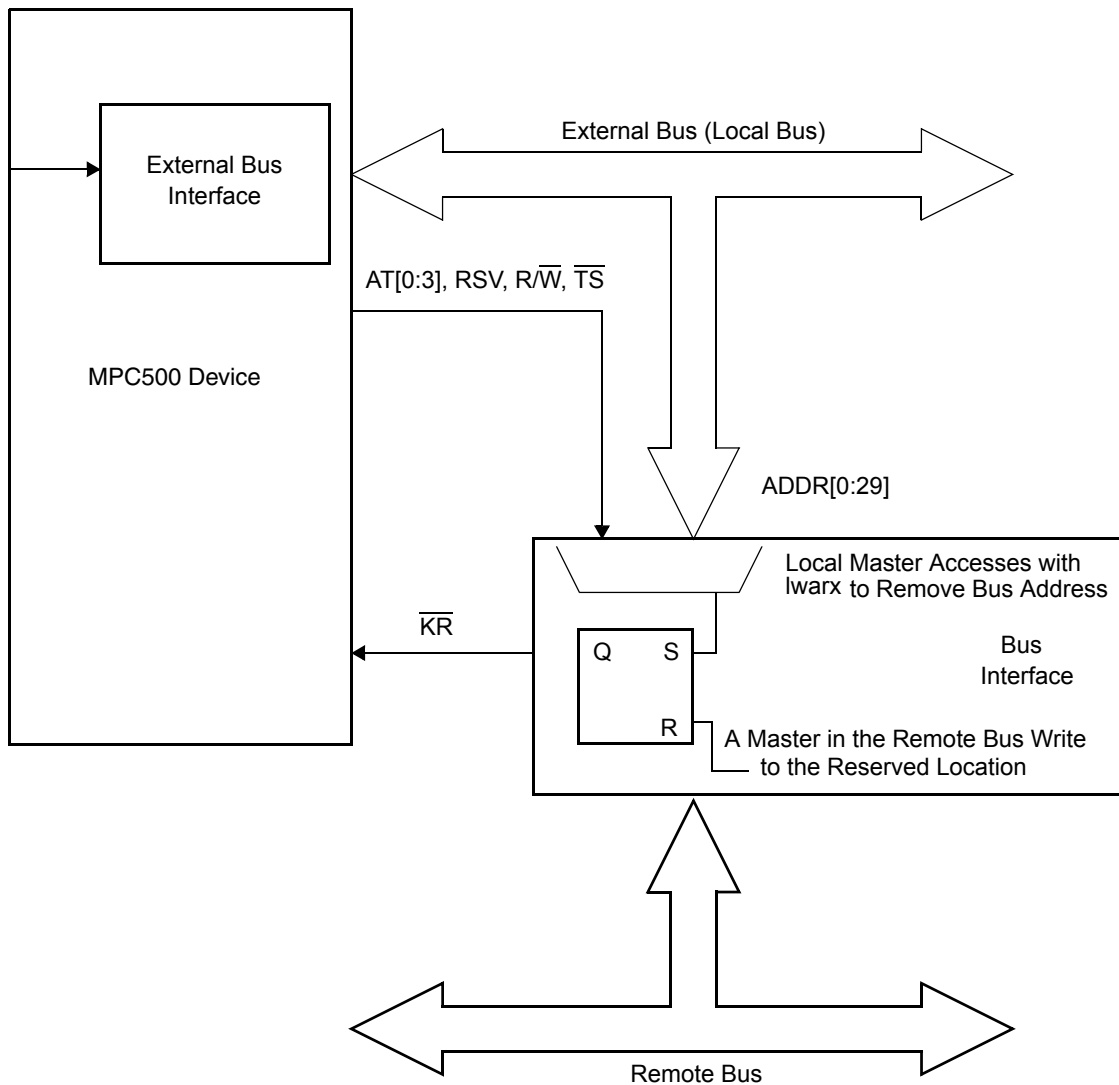 External Bus (Local Bus)
External Bus
Interface
AT[0:3], RSV, R/W̅, T̅S̅
MPC500 Device
ADDR[0:29]
Local Master Accesses with
lwarx to Remove Bus Address
K̅R̅
Q S
Bus
Interface
R
A Master in the Remote Bus Write
to the Reserved Location
Remote Bus